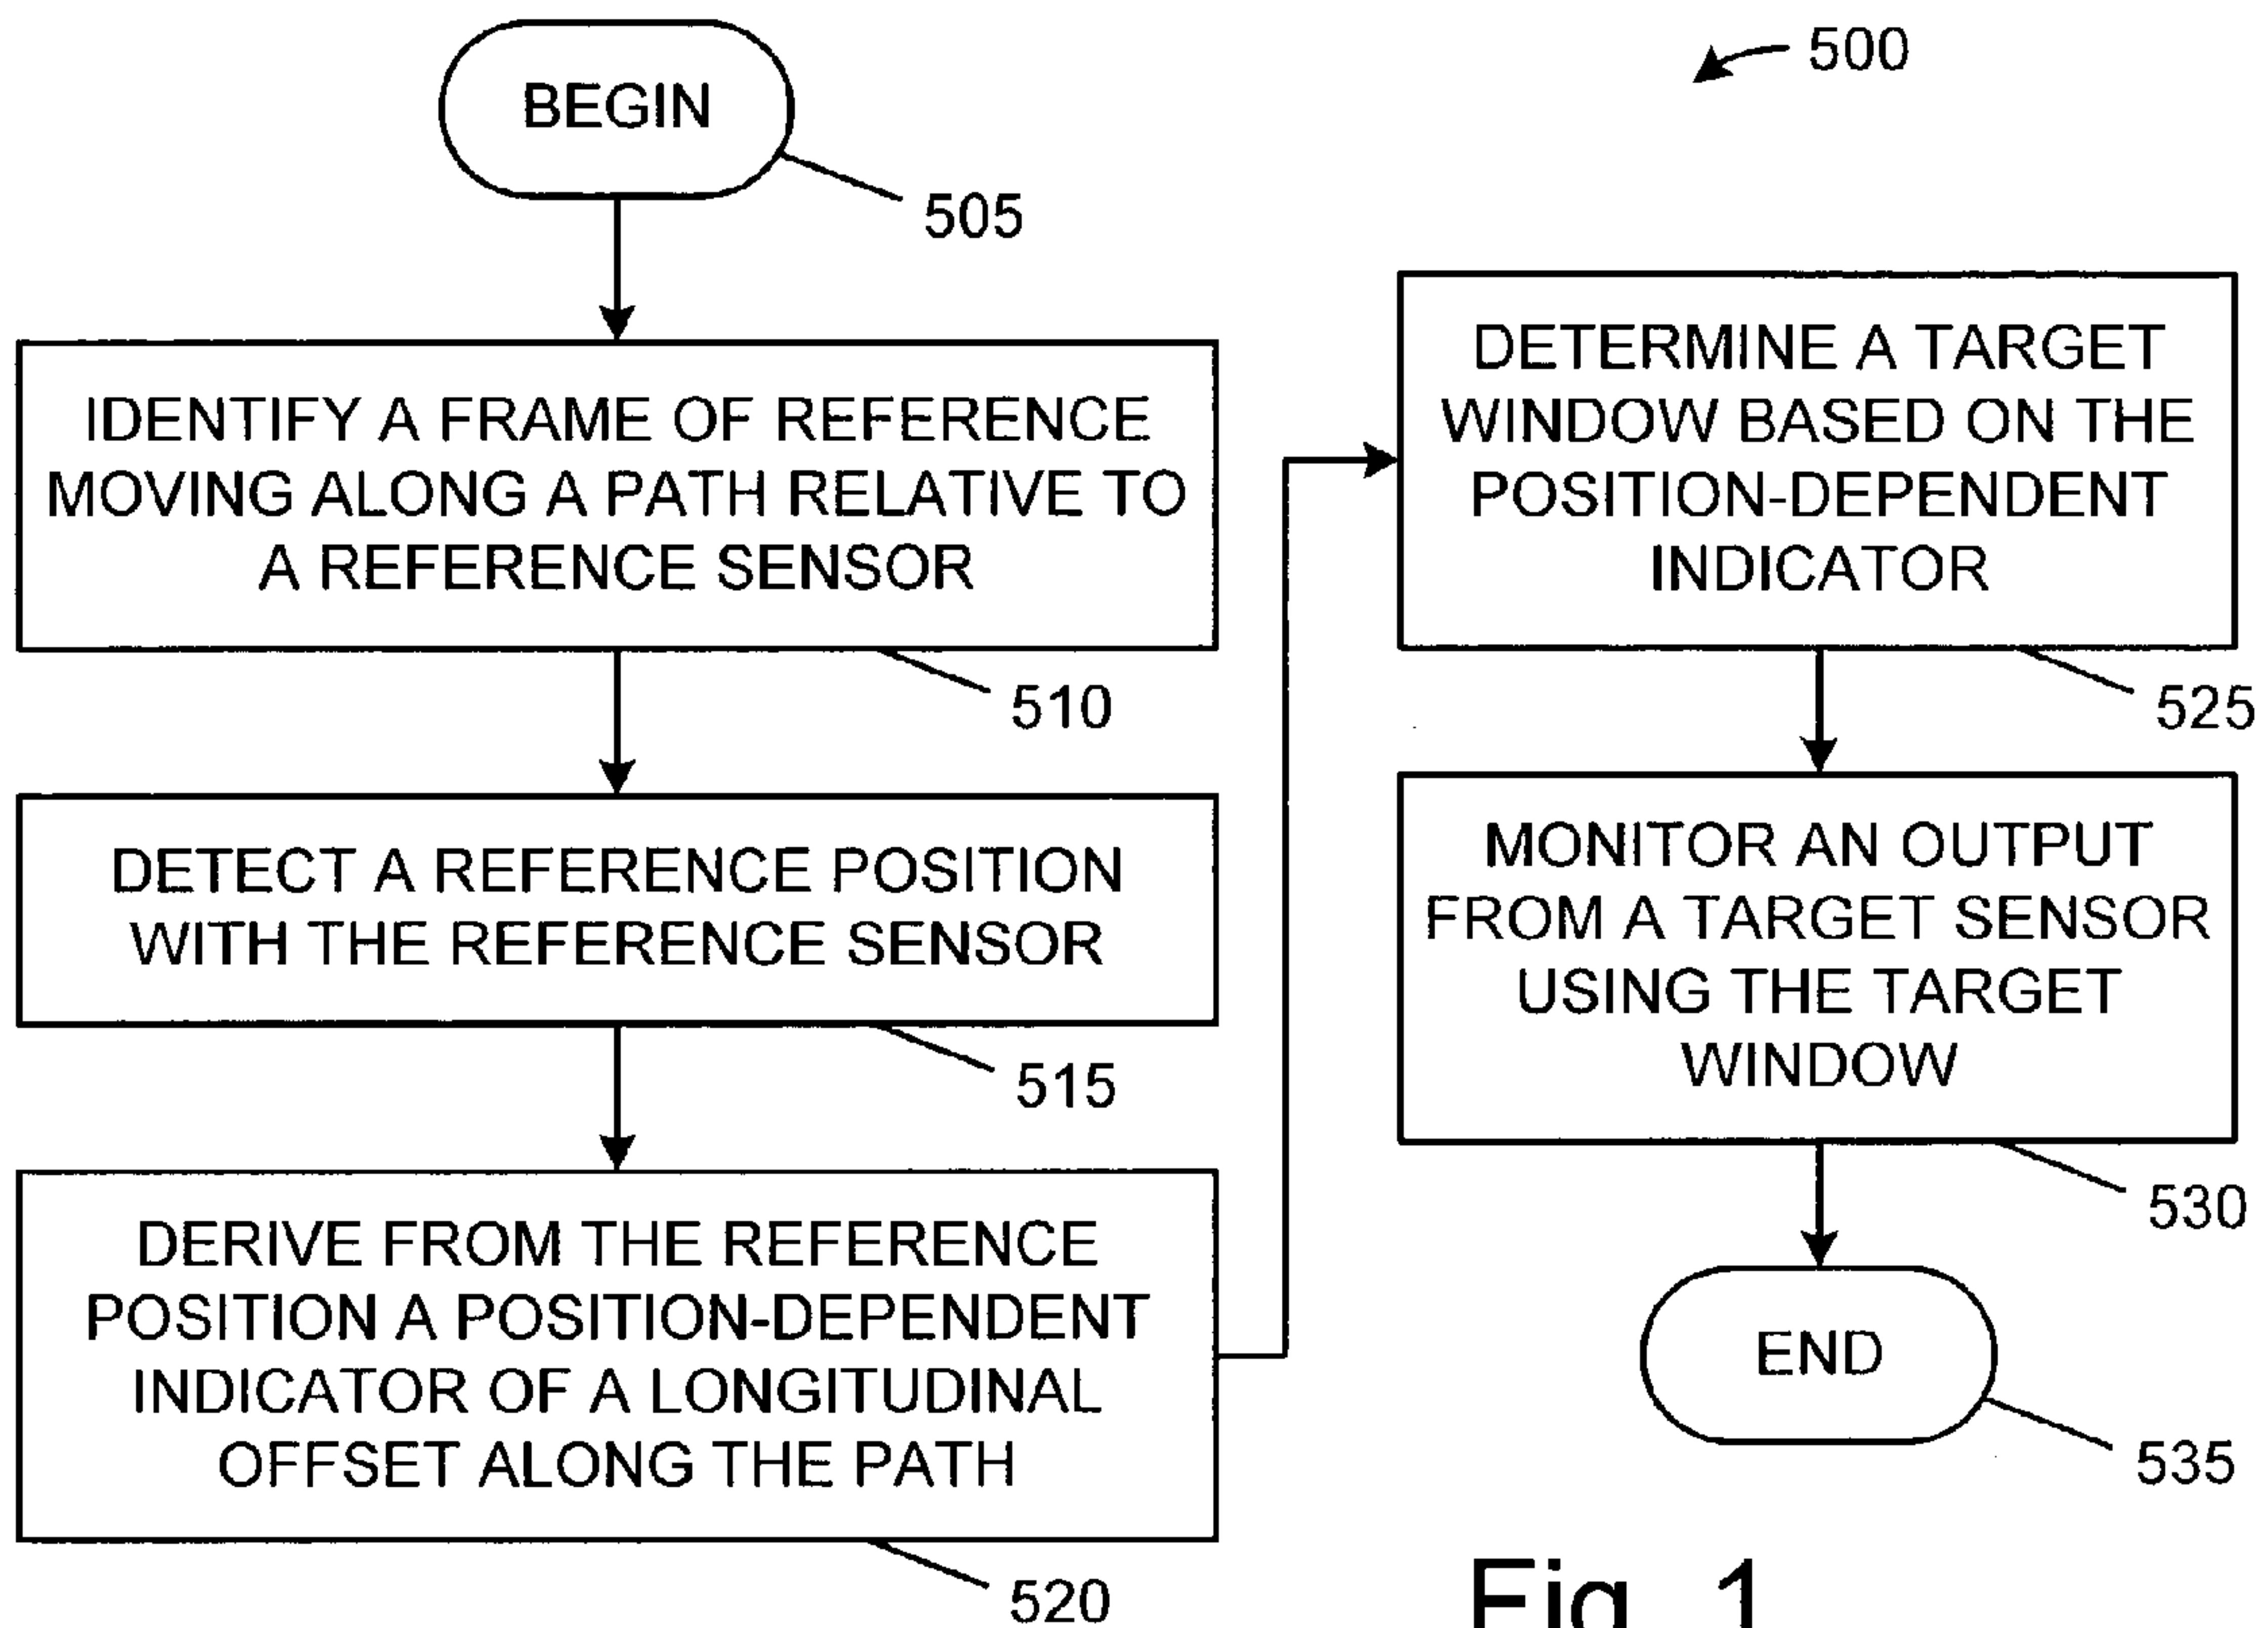 BEGIN
505
IDENTIFY A FRAME OF REFERENCE
MOVING ALONG A PATH RELATIVE TO
A REFERENCE SENSOR
510
DETECT A REFERENCE POSITION
WITH THE REFERENCE SENSOR
515
DERIVE FROM THE REFERENCE
POSITION A POSITION-DEPENDENT
INDICATOR OF A LONGITUDINAL
OFFSET ALONG THE PATH
520
500
DETERMINE A TARGET
WINDOW BASED ON THE
POSITION-DEPENDENT
INDICATOR
525
MONITOR AN OUTPUT
FROM A TARGET SENSOR
USING THE TARGET
WINDOW
530
END
535
Fig. 1